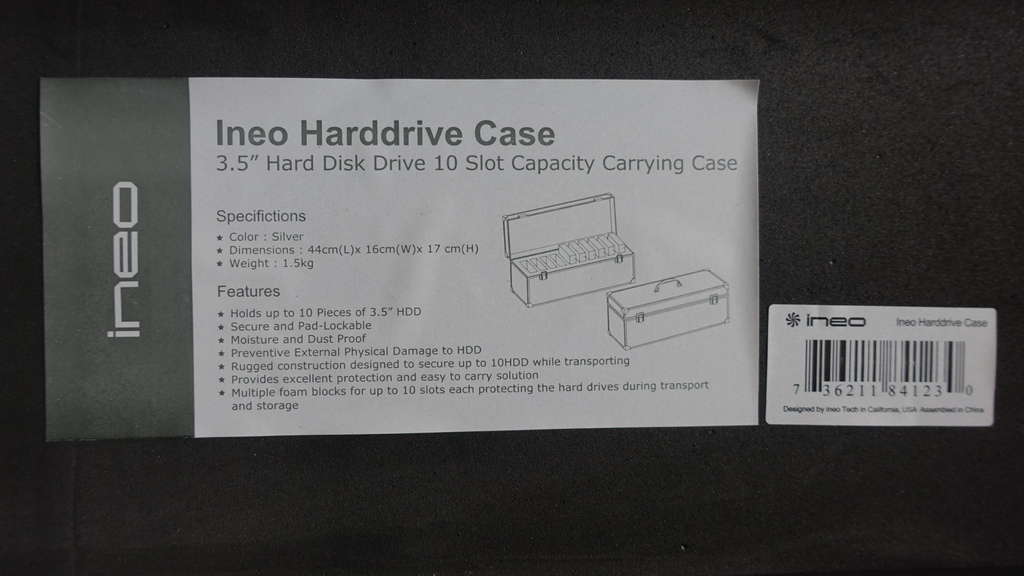 ineo
Ineo Harddrive Case
3.5" Hard Disk Drive 10 Slot Capacity Carrying Case
Specifictions
★ Color : Silver
★ Dimensions : 44cm(L)x 16cm(W)x 17 cm(H)
★ Weight : 1.5kg
Features
★ Holds up to 10 Pieces of 3.5" HDD
★ Secure and Pad-Lockable
★ Moisture and Dust Proof
★ Preventive External Physical Damage to HDD
★ Rugged construction designed to secure up to 10HDD while transporting
★ Provides excellent protection and easy to carry solution
★ Multiple foam blocks for up to 10 slots each protecting the hard drives during transport
and storage
ineo Ineo Harddrive Case
7 36211 84123 0
Designed by ineo Tech in California, USA Assembled in China